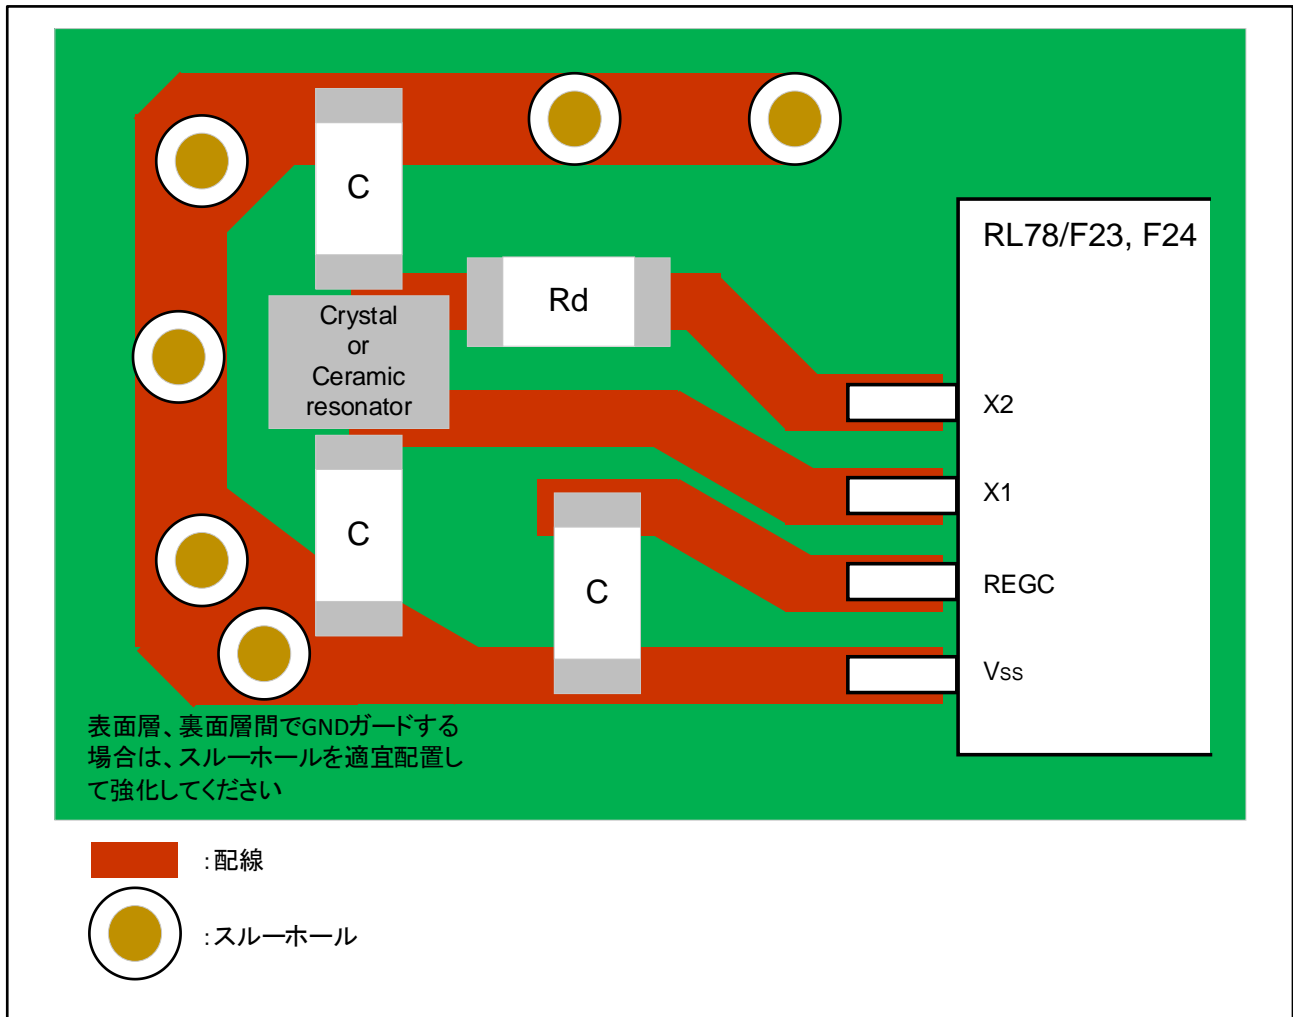 C
RL78/F23, F24
Rd
Crystal
or
Ceramic
resonator
X2
X1
C
C
REGC
Vss
表面層、裏面層間でGNDガードする
場合は、スルーホールを適宜配置し
て強化してください
:配線
:スルーホール